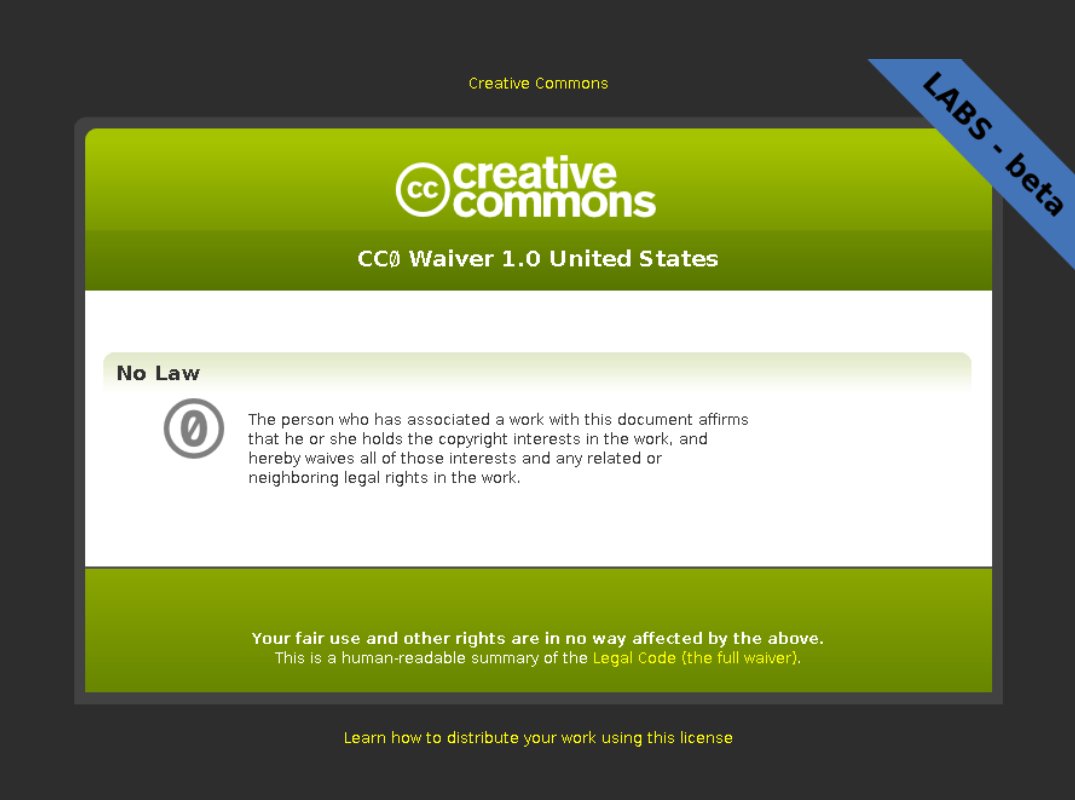 Creative Commons
LABS - beta
cc creative
commons
CC0 Waiver 1.0 United States
No Law
0
The person who has associated a work with this document affirms
that he or she holds the copyright interests in the work, and
hereby waives all of those interests and any related or
neighboring legal rights in the work.
Your fair use and other rights are in no way affected by the above.
This is a human-readable summary of the Legal Code (the full waiver).
Learn how to distribute your work using this license